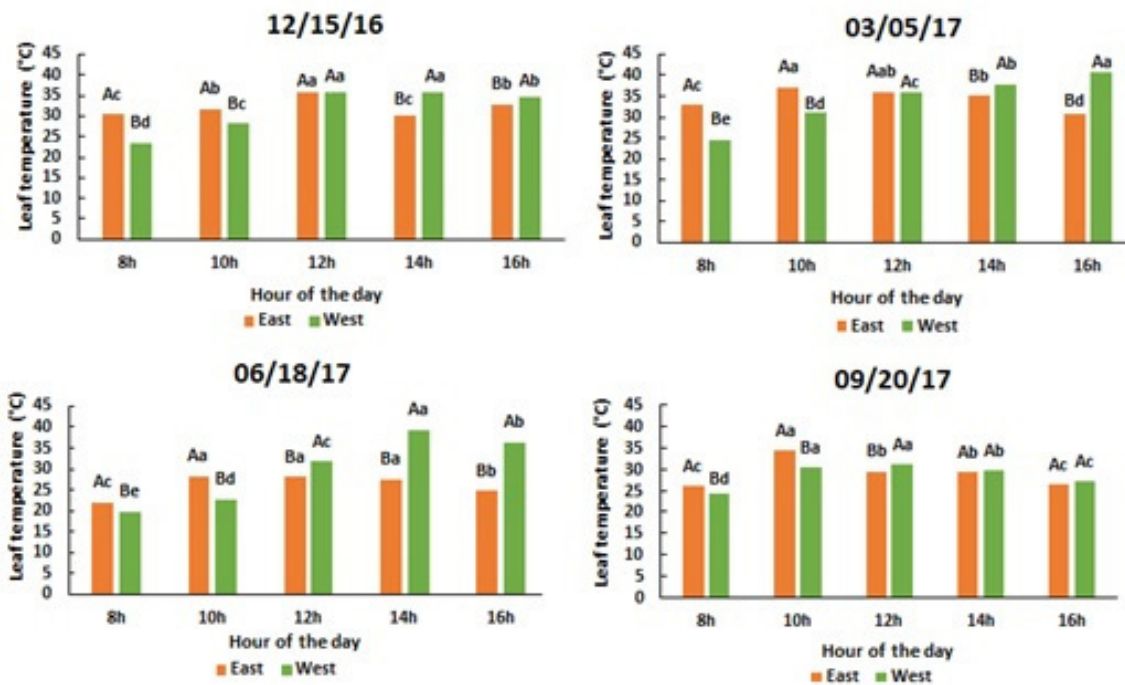 12/15/16
Leaf temperature (°C)
45
40
35
30
25
20
15
10
5
0
Ac Bd Ab Bc Aa Aa Bc Aa Bb Ab
8h 10h 12h 14h 16h
Hour of the day
East West
03/05/17
Leaf temperature (°C)
45
40
35
30
25
20
15
10
5
0
Ac Be Aa Bd Aab Ac Bb Ab Bd Aa
8h 10h 12h 14h 16h
Hour of the day
East West
06/18/17
Leaf temperature (°C)
45
40
35
30
25
20
15
10
5
0
Ac Be Aa Bd Ba Ac Ba Aa Bb Ab
8h 10h 12h 14h 16h
Hour of the day
East West
09/20/17
Leaf temperature (°C)
45
40
35
30
25
20
15
10
5
0
Ac Bd Aa Ba Bb Aa Ab Ab Ac Ac
8h 10h 12h 14h 16h
Hour of the day
East West